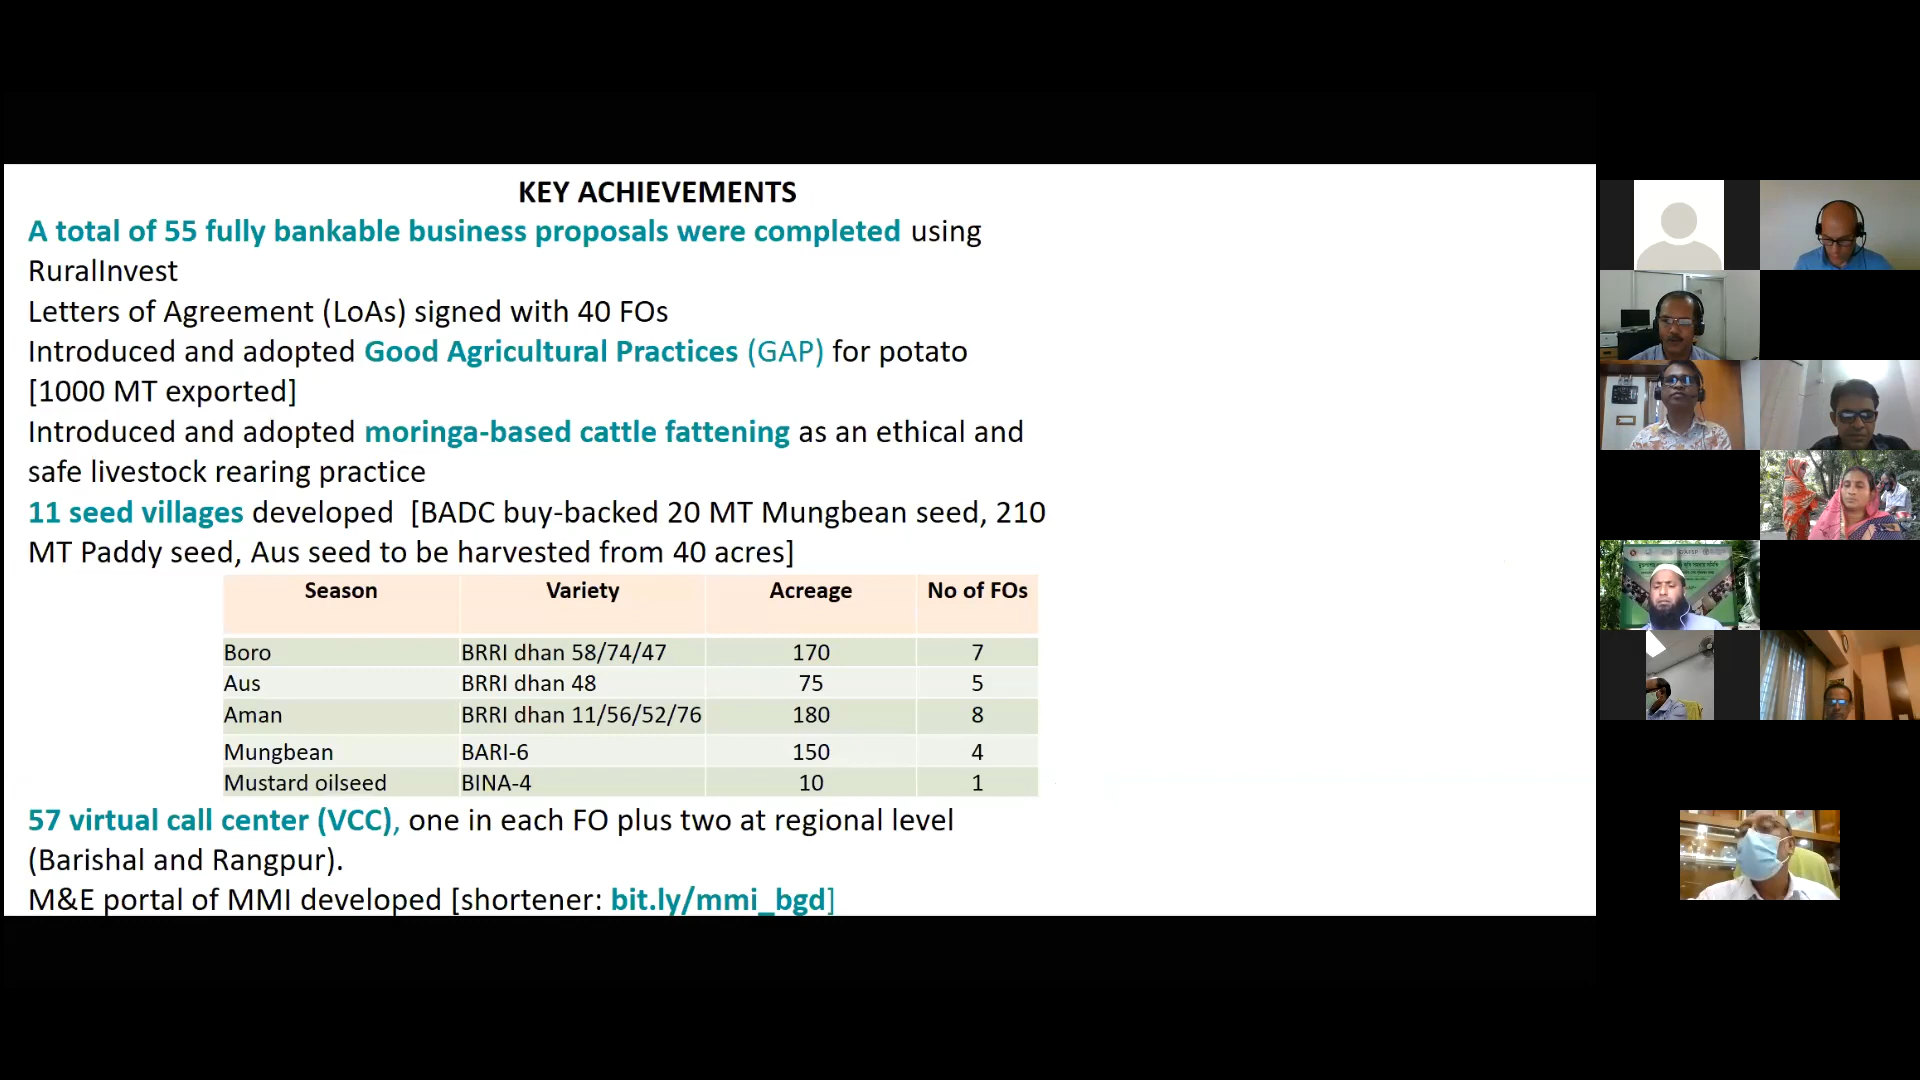 KEY ACHIEVEMENTS
A total of 55 fully bankable business proposals were completed using
RuralInvest
Letters of Agreement (LoAs) signed with 40 FOs
Introduced and adopted Good Agricultural Practices (GAP) for potato
[1000 MT exported]
Introduced and adopted moringa-based cattle fattening as an ethical and
safe livestock rearing practice
11 seed villages developed [BADC buy-backed 20 MT Mungbean seed, 210
MT Paddy seed, Aus seed to be harvested from 40 acres]
Season Variety Acreage No of FOs
Boro BRRI dhan 58/74/47 170 7
Aus BRRI dhan 48 75 5
Aman BRRI dhan 11/56/52/76 180 8
Mungbean BARI-6 150 4
Mustard oilseed BINA-4 10 1
57 virtual call center (VCC), one in each FO plus two at regional level
(Barishal and Rangpur).
M&E portal of MMI developed [shortener: bit.ly/mmi_bgd]